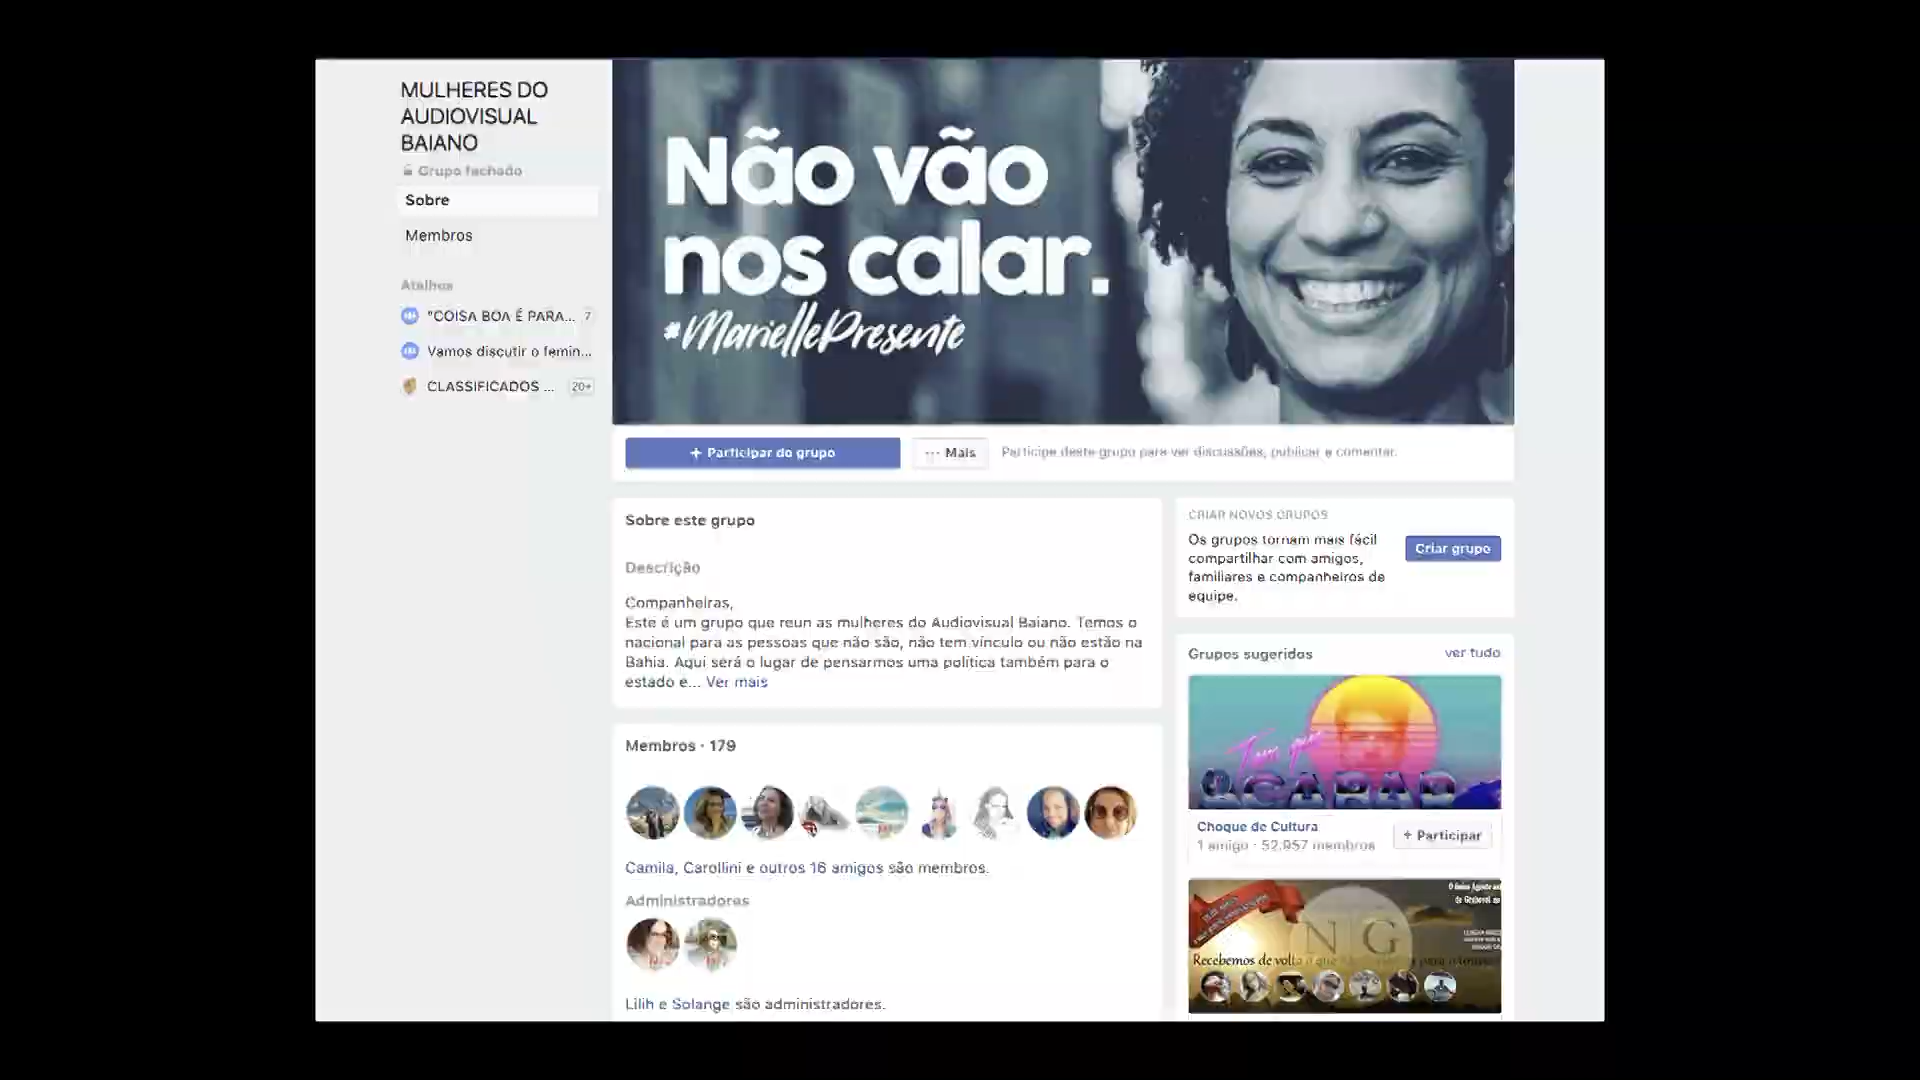 MULHERES DO
AUDIOVISUAL
BAIANO
Grupo fachado
Sobre
Membros
Atalhos
"COISA BOA É PARA... 7
Vamos discutir o femin...
CLASSIFICADOS ... 20+
Não vão
nos calar.
#MariellePresente
+ Participar do grupo
··· Mais
Participe deste grupo para ver discussões, publicar e comentar.
Sobre este grupo
Descrição
Companheiras,
Este é um grupo que reun as mulheres do Audiovisual Baiano. Temos o
nacional para as pessoas que não são, não tem vínculo ou não estão na
Bahia. Aqui será o lugar de pensarmos uma política também para o
estado e... Ver mais
Membros · 179
Camila, Carollini e outros 16 amigos são membros.
Administradores
Lilih e Solange são administradores.
CRIAR NOVOS GRUPOS
Os grupos tornam mais fácil
compartilhar com amigos,
familiares e companheiros de
equipe.
Criar grupo
Grupos sugeridos
ver tudo
Tem que
ACABAR
Choque de Cultura
1 amigo · 52.957 membros
+ Participar
N G
Recebemos de volta o que